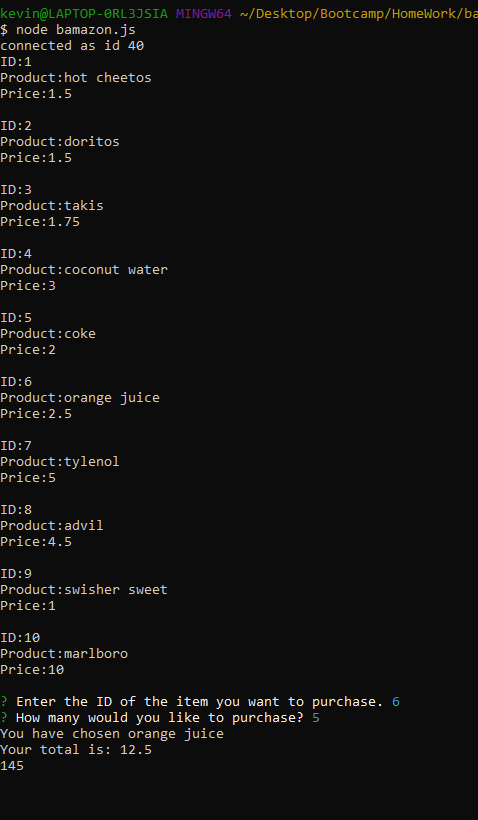 kevin@LAPTOP-0RL3JSIA MINGW64 ~/Desktop/Bootcamp/HomeWork/ba
$ node bamazon.js
connected as id 40
ID:1
Product:hot cheetos
Price:1.5
ID:2
Product:doritos
Price:1.5
ID:3
Product:takis
Price:1.75
ID:4
Product:coconut water
Price:3
ID:5
Product:coke
Price:2
ID:6
Product:orange juice
Price:2.5
ID:7
Product:tylenol
Price:5
ID:8
Product:advil
Price:4.5
ID:9
Product:swisher sweet
Price:1
ID:10
Product:marlboro
Price:10
? Enter the ID of the item you want to purchase. 6
? How many would you like to purchase? 5
You have chosen orange juice
Your total is: 12.5
145